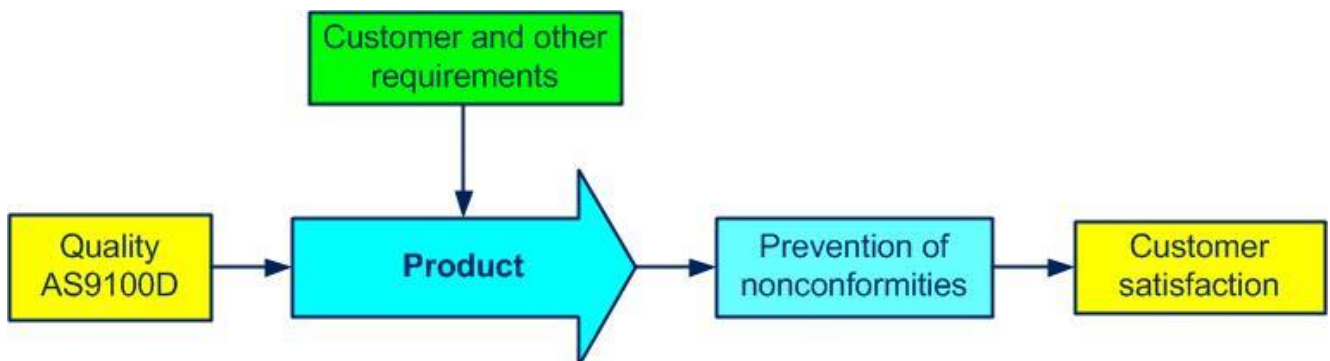 Customer and other
requirements
Quality
AS9100D
Product
Prevention of
nonconformities
Customer
satisfaction